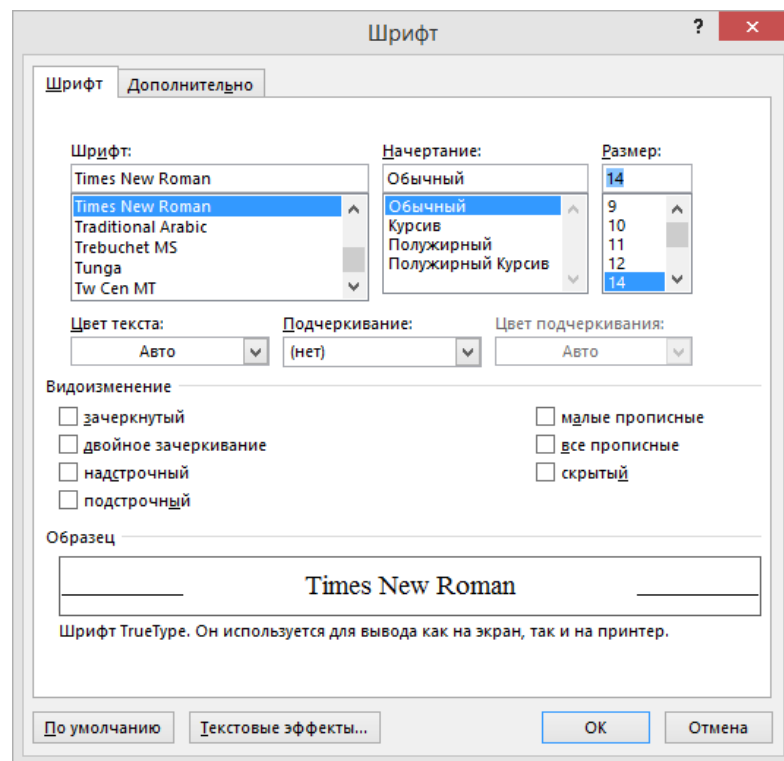 Шрифт ?
Шрифт Дополнительно
Шрифт: Начертание: Размер:
Times New Roman Обычный 14
Times New Roman Обычный 9
Traditional Arabic Курсив 10
Trebuchet MS Полужирный 11
Tunga Полужирный Курсив 12
Tw Cen MT 14
Цвет текста: Подчеркивание: Цвет подчеркивания:
Авто (нет) Авто
Видоизменение
зачеркнутый малые прописные
двойное зачеркивание все прописные
надстрочный скрытый
подстрочный
Образец
Times New Roman
Шрифт TrueType. Он используется для вывода как на экран, так и на принтер.
По умолчанию Текстовые эффекты... ОК Отмена